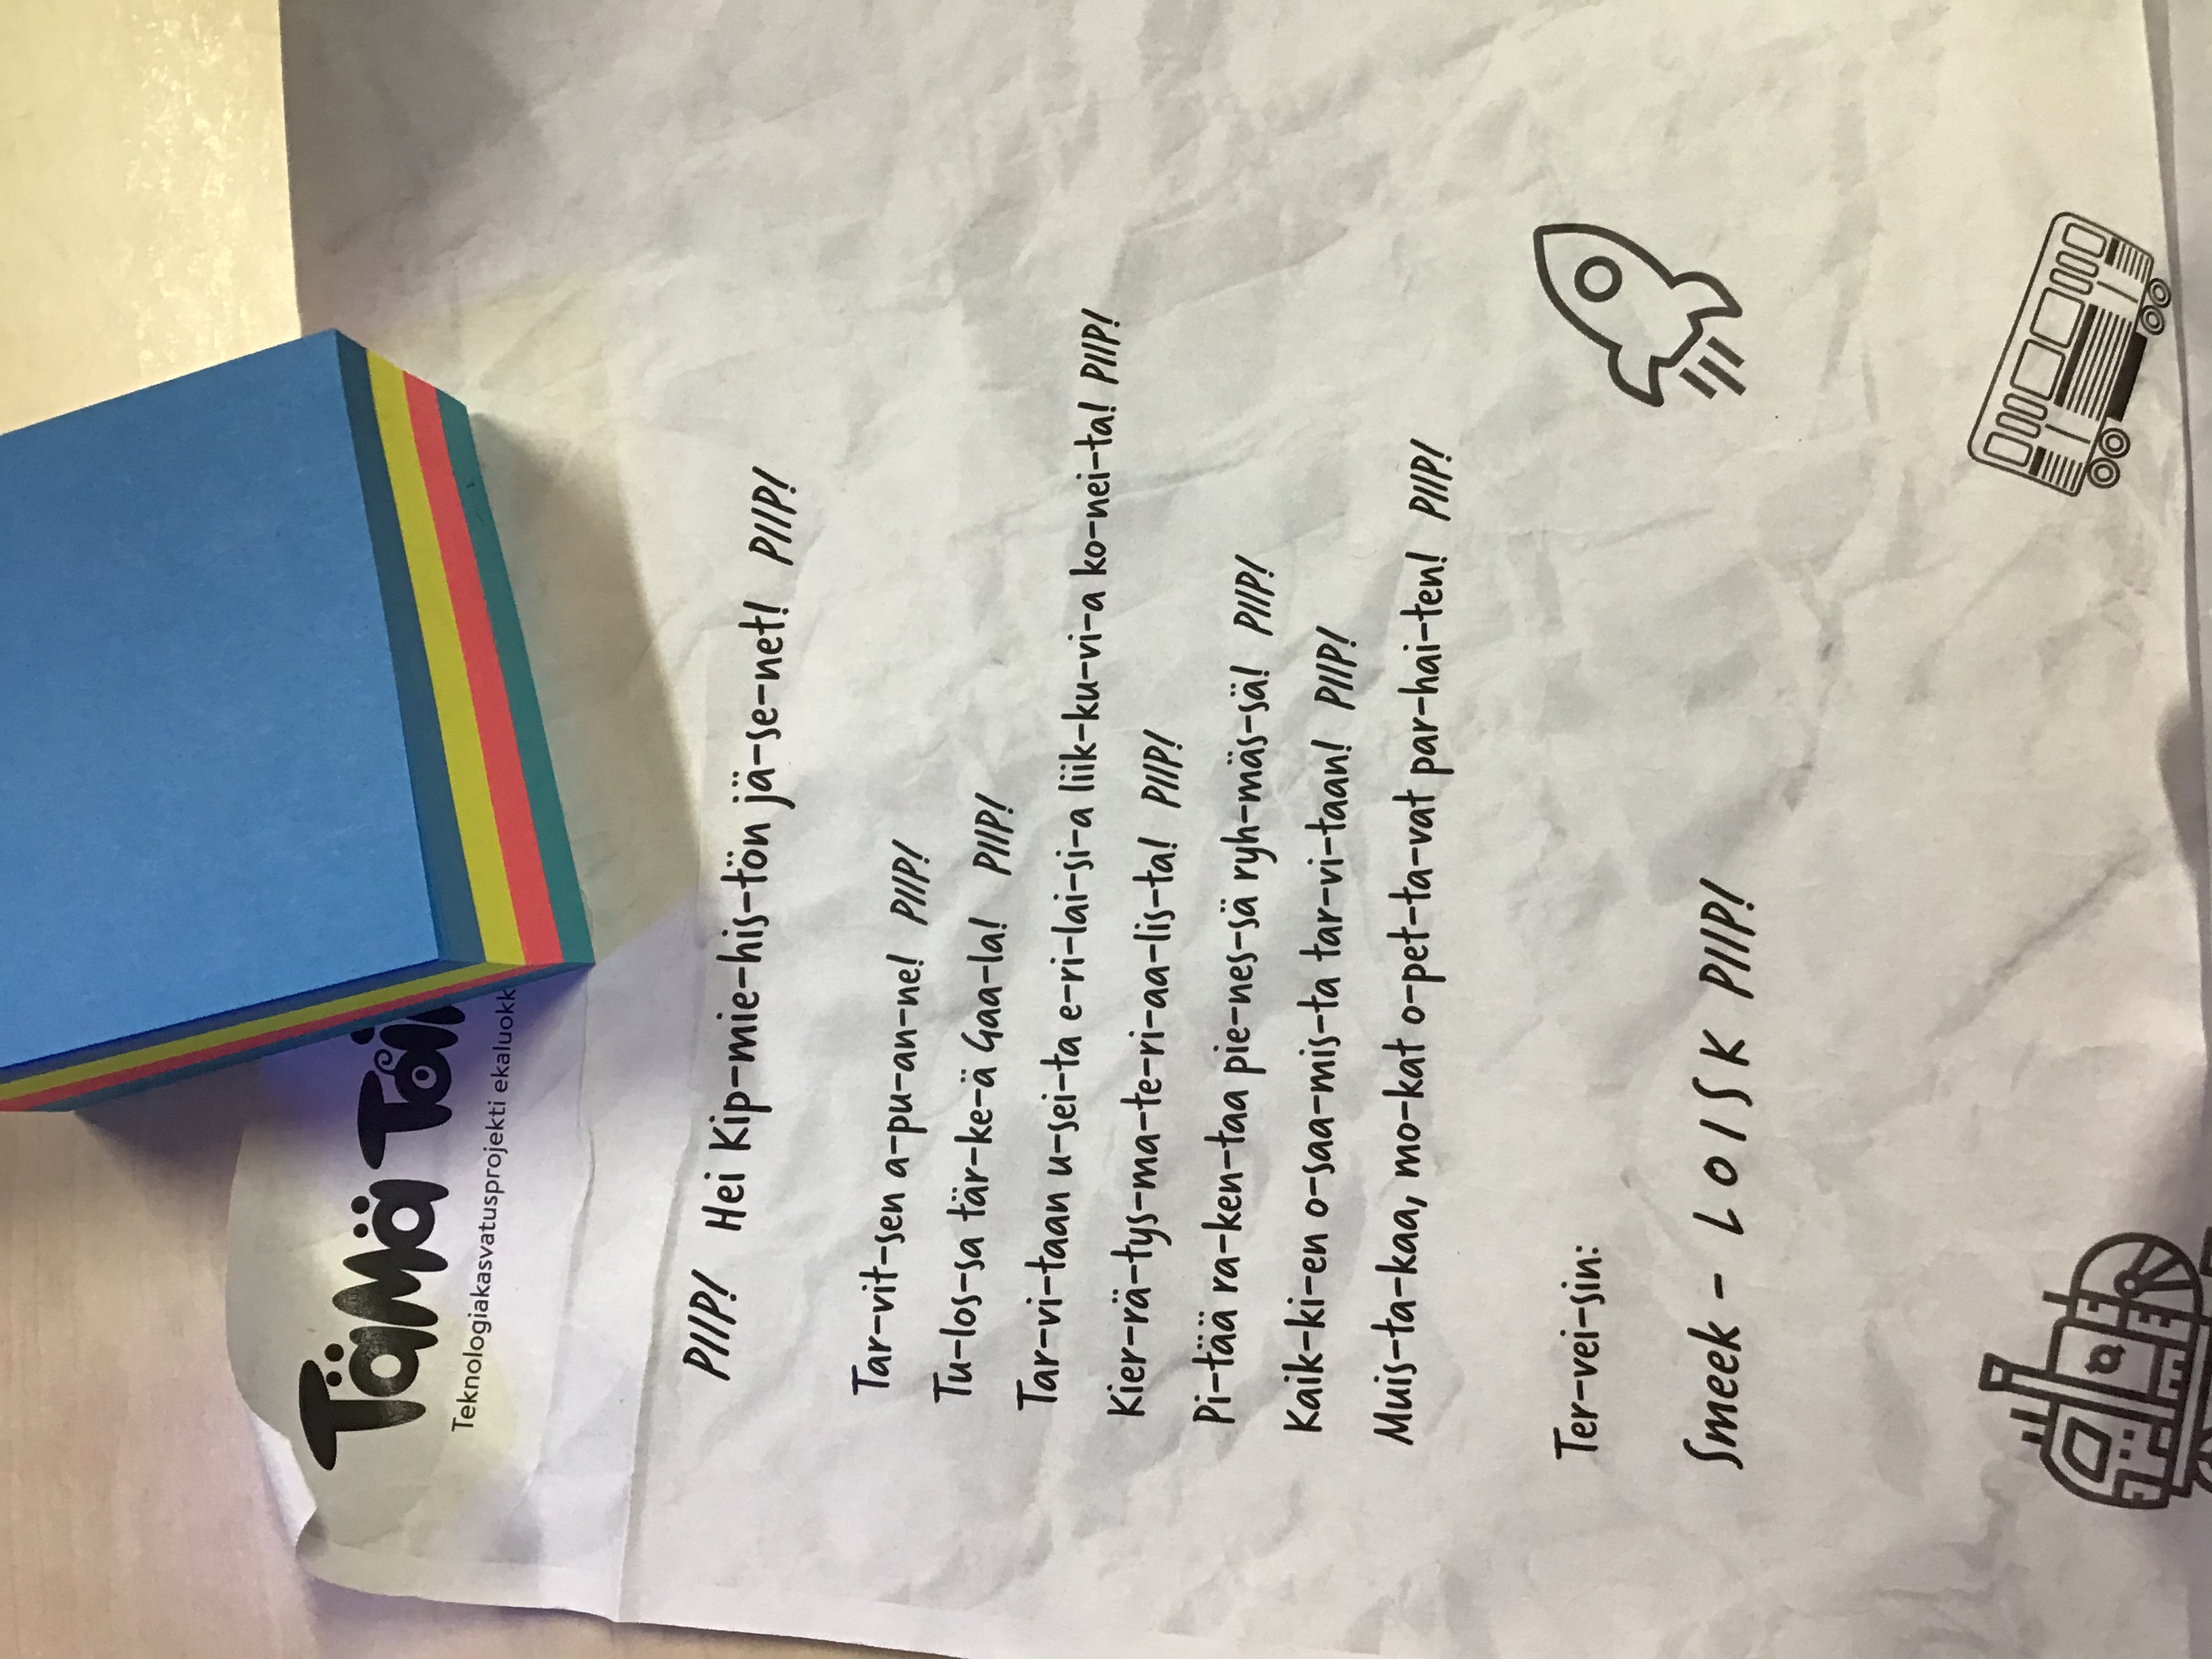 Tämä
Teknologiakasvatusprojekti
PIIP! Hei Kip-mie-his-tön jä-se-net! PIIP!
Tar-vit-sen a-pu-an-ne! PIIP!
Tu-los-sa tär-ke-ä Gaa-la! PIIP!
Tar-vi-taan u-sei-ta e-ri-lai-si-a liik-ku-vi-a ko-nei-ta! PIIP!
Kier-rä-tys-ma-te-ri-aa-lis-ta! PIIP!
Pi-tää ra-ken-taa pie-nes-sä ryh-mäs-sä! PIIP!
Kaik-ki-en o-saa-mis-ta tar-vi-taan! PIIP!
Muis-ta-kaa, mo-kat o-pet-ta-vat par-hai-ten! PIIP!
Ter-vei-sin:
Smeek - L O I S K PIIP!